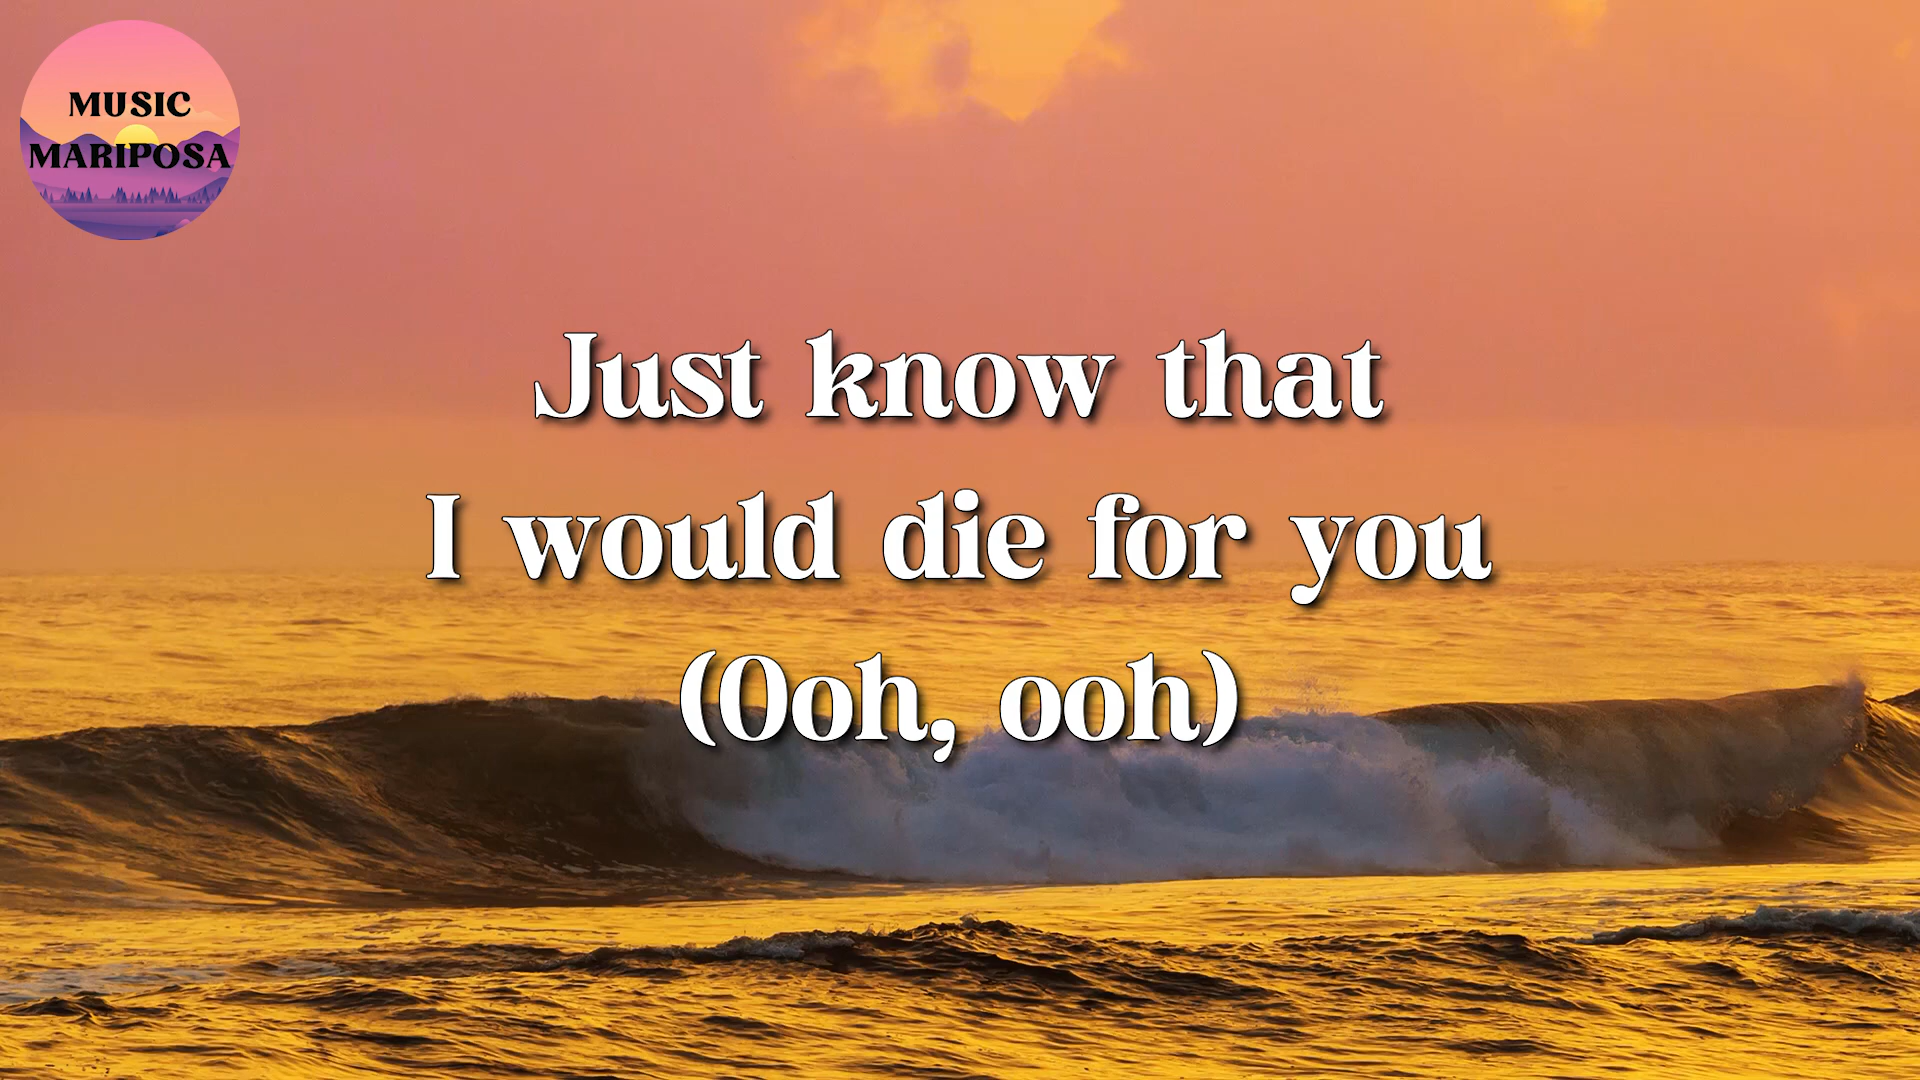 MUSIC
MARIPOSA
Just know that
I would die for you
(Ooh, ooh)